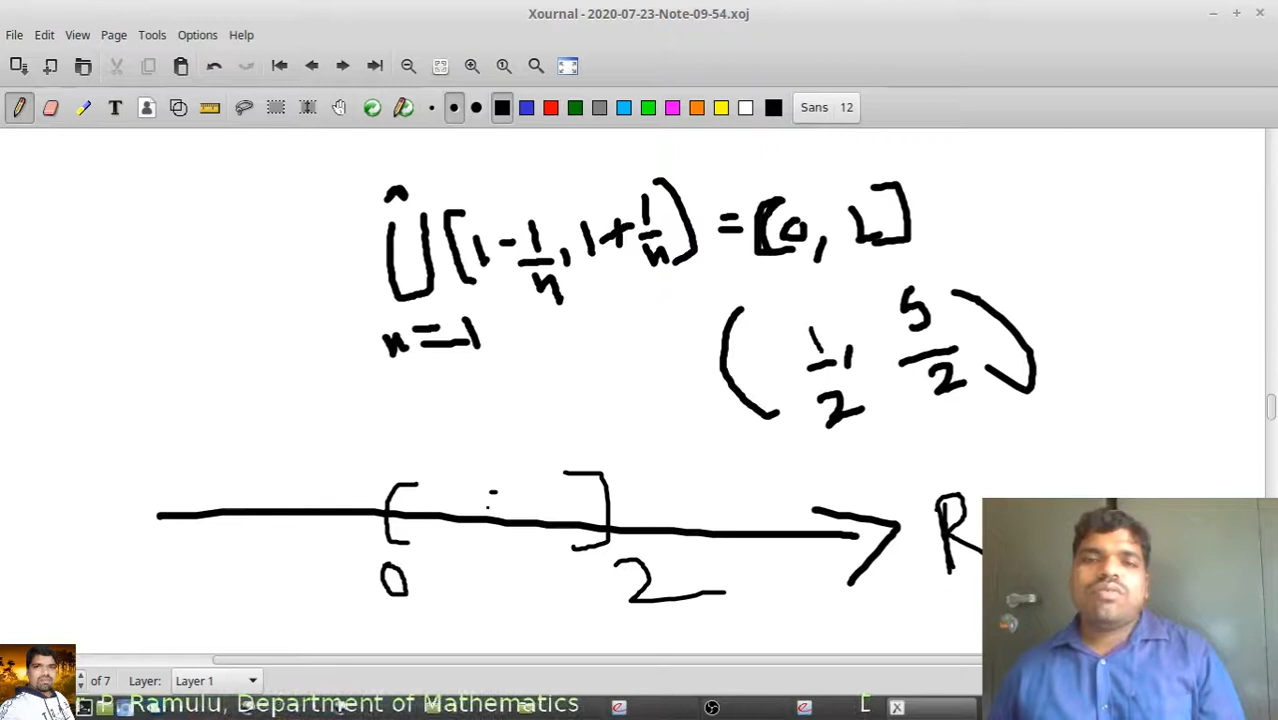 Xournal - 2020-07-23-Note-09-54.xoj
File Edit View Page Tools Options Help
Sans 12
n
⋃ [1 - 1/n, 1 + 1/n) = [0, 2]
n=1
( 1/2 5/2 )
0 2 R
of 7 Layer: Layer 1
r. P. Ramulu, Department of Mathematics